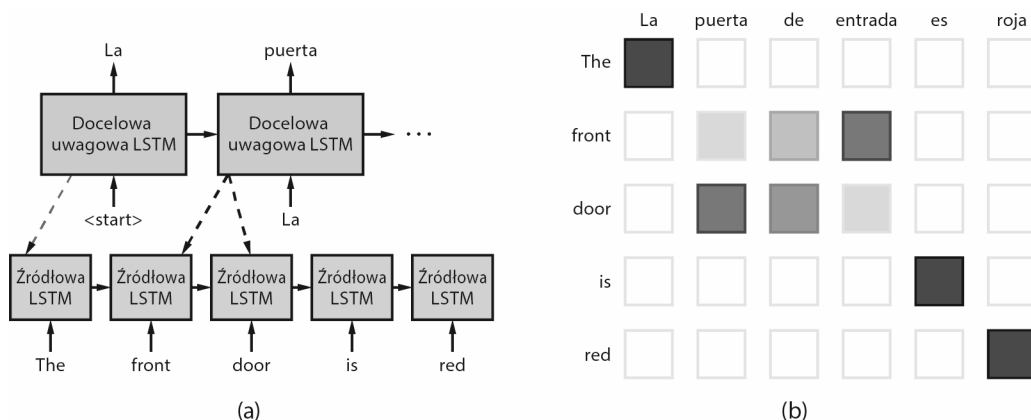 La puerta
Docelowa
uwagowa LSTM
Docelowa
uwagowa LSTM
...
<start> La
Źródłowa
LSTM
Źródłowa
LSTM
Źródłowa
LSTM
Źródłowa
LSTM
Źródłowa
LSTM
The front door is red
(a)
La puerta de entrada es roja
The
front
door
is
red
(b)